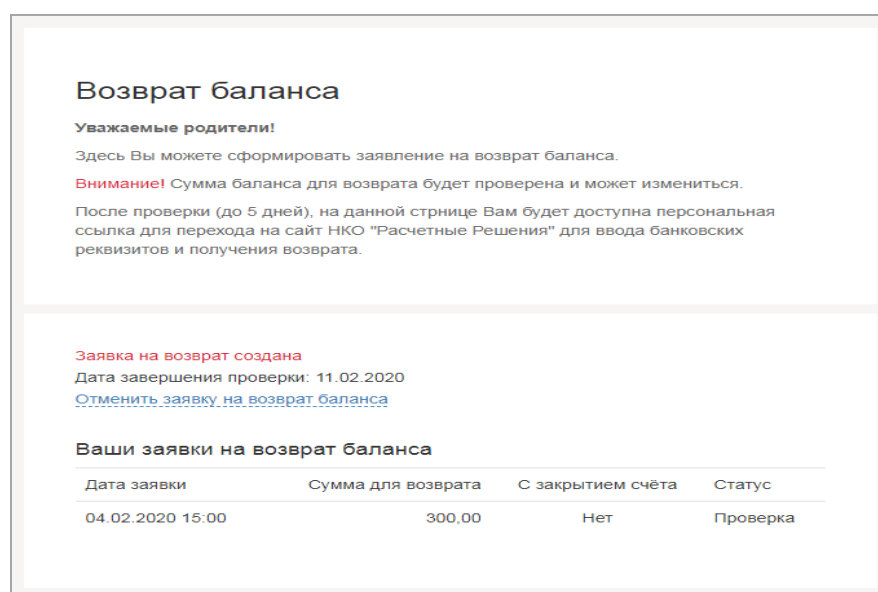 Возврат баланса
Уважаемые родители!
Здесь Вы можете сформировать заявление на возврат баланса.
Внимание! Сумма баланса для возврата будет проверена и может измениться.
После проверки (до 5 дней), на данной стрнице Вам будет доступна персональная
ссылка для перехода на сайт НКО "Расчетные Решения" для ввода банковских
реквизитов и получения возврата.
Заявка на возврат создана
Дата завершения проверки: 11.02.2020
Отменить заявку на возврат баланса
Ваши заявки на возврат баланса
Дата заявки Сумма для возврата С закрытием счёта Статус
04.02.2020 15:00 300,00 Нет Проверка